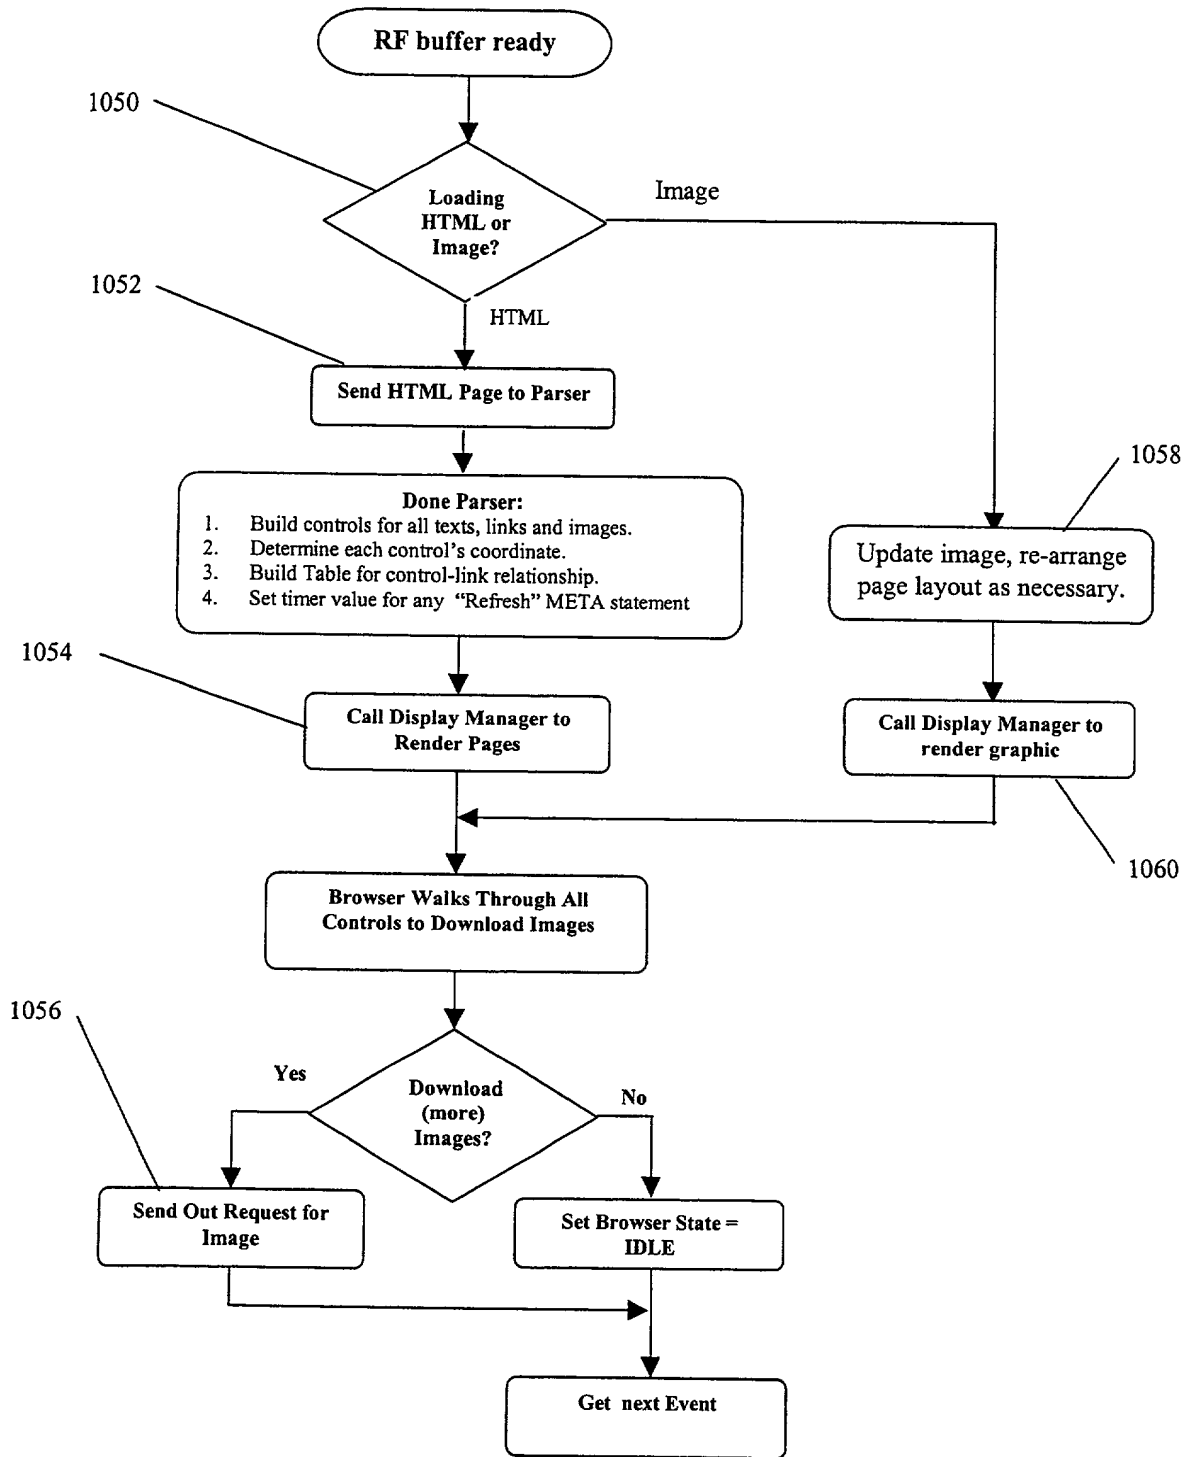 RF buffer ready
1050
Loading
HTML or
Image?
Image
1052
HTML
Send HTML Page to Parser
1058
Done Parser:
1. Build controls for all texts, links and images.
2. Determine each control's coordinate.
3. Build Table for control-link relationship.
4. Set timer value for any “Refresh” META statement
Update image, re-arrange
page layout as necessary.
1054
Call Display Manager to
Render Pages
Call Display Manager to
render graphic
1060
Browser Walks Through All
Controls to Download Images
1056
Yes
Download
(more)
Images?
No
Send Out Request for
Image
Set Browser State =
IDLE
Get next Event